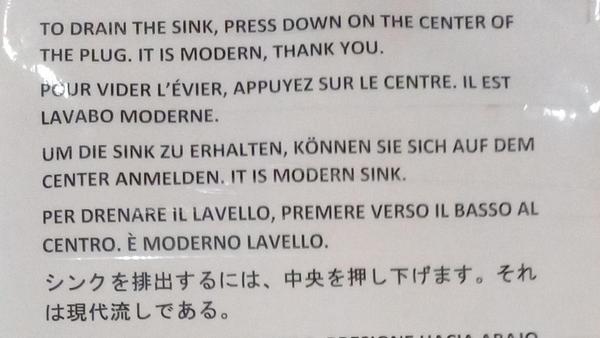 TO DRAIN THE SINK, PRESS DOWN ON THE CENTER OF
THE PLUG. IT IS MODERN, THANK YOU.
POUR VIDER L'ÉVIER, APPUYEZ SUR LE CENTRE. IL EST
LAVABO MODERNE.
UM DIE SINK ZU ERHALTEN, KÖNNEN SIE SICH AUF DEM
CENTER ANMELDEN. IT IS MODERN SINK.
PER DRENARE iL LAVELLO, PREMERE VERSO IL BASSO AL
CENTRO. È MODERNO LAVELLO.
シンクを排出するには、中央を押し下げます。それ
は現代流しである。